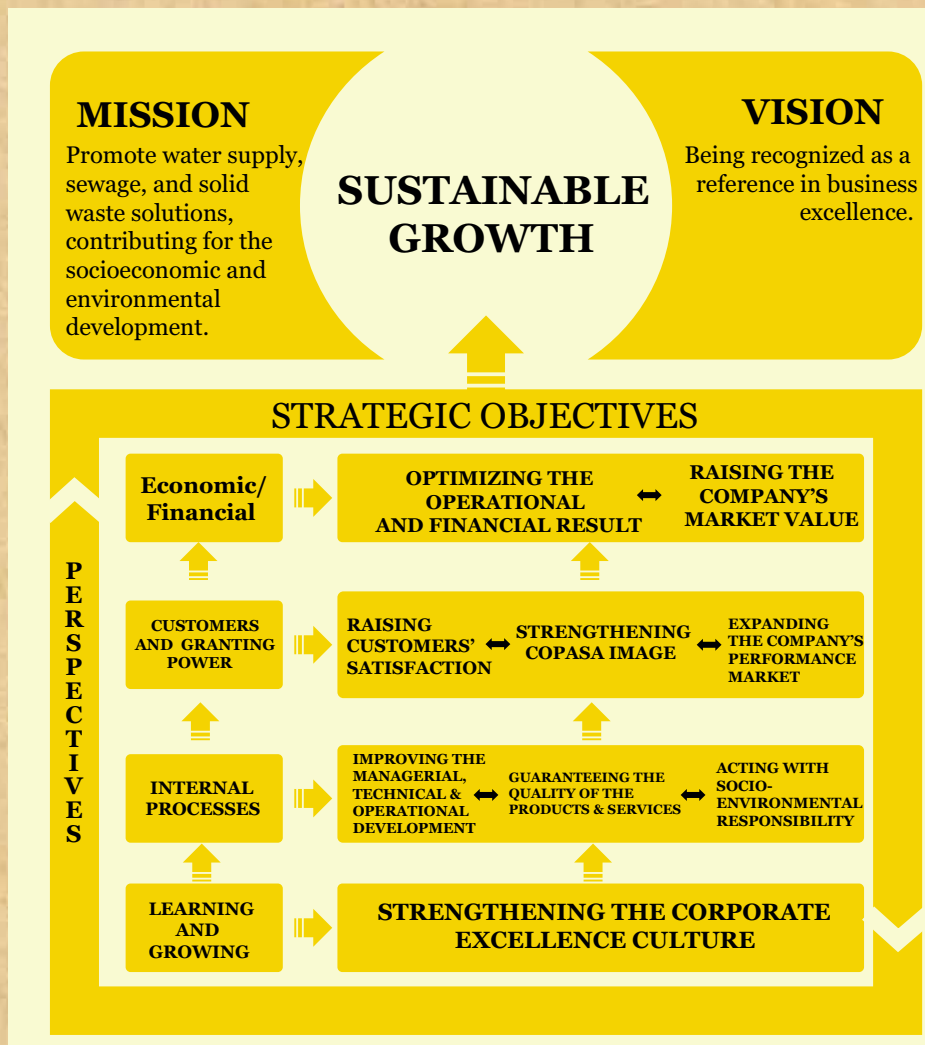 MISSION
Promote water supply,
sewage, and solid
waste solutions,
contributing for the
socioeconomic and
environmental
development.
SUSTAINABLE
GROWTH
VISION
Being recognized as a
reference in business
excellence.
STRATEGIC OBJECTIVES
PERSPECTIVES
Economic/
Financial
OPTIMIZING THE
OPERATIONAL
AND FINANCIAL RESULT
RAISING THE
COMPANY’S
MARKET VALUE
CUSTOMERS
AND GRANTING
POWER
RAISING
CUSTOMERS’
SATISFACTION
STRENGTHENING
COPASA IMAGE
EXPANDING
THE COMPANY’S
PERFORMANCE
MARKET
INTERNAL
PROCESSES
IMPROVING THE
MANAGERIAL,
TECHNICAL &
OPERATIONAL
DEVELOPMENT
GUARANTEEING THE
QUALITY OF THE
PRODUCTS & SERVICES
ACTING WITH
SOCIO-
ENVIRONMENTAL
RESPONSIBILITY
LEARNING
AND
GROWING
STRENGTHENING THE CORPORATE
EXCELLENCE CULTURE